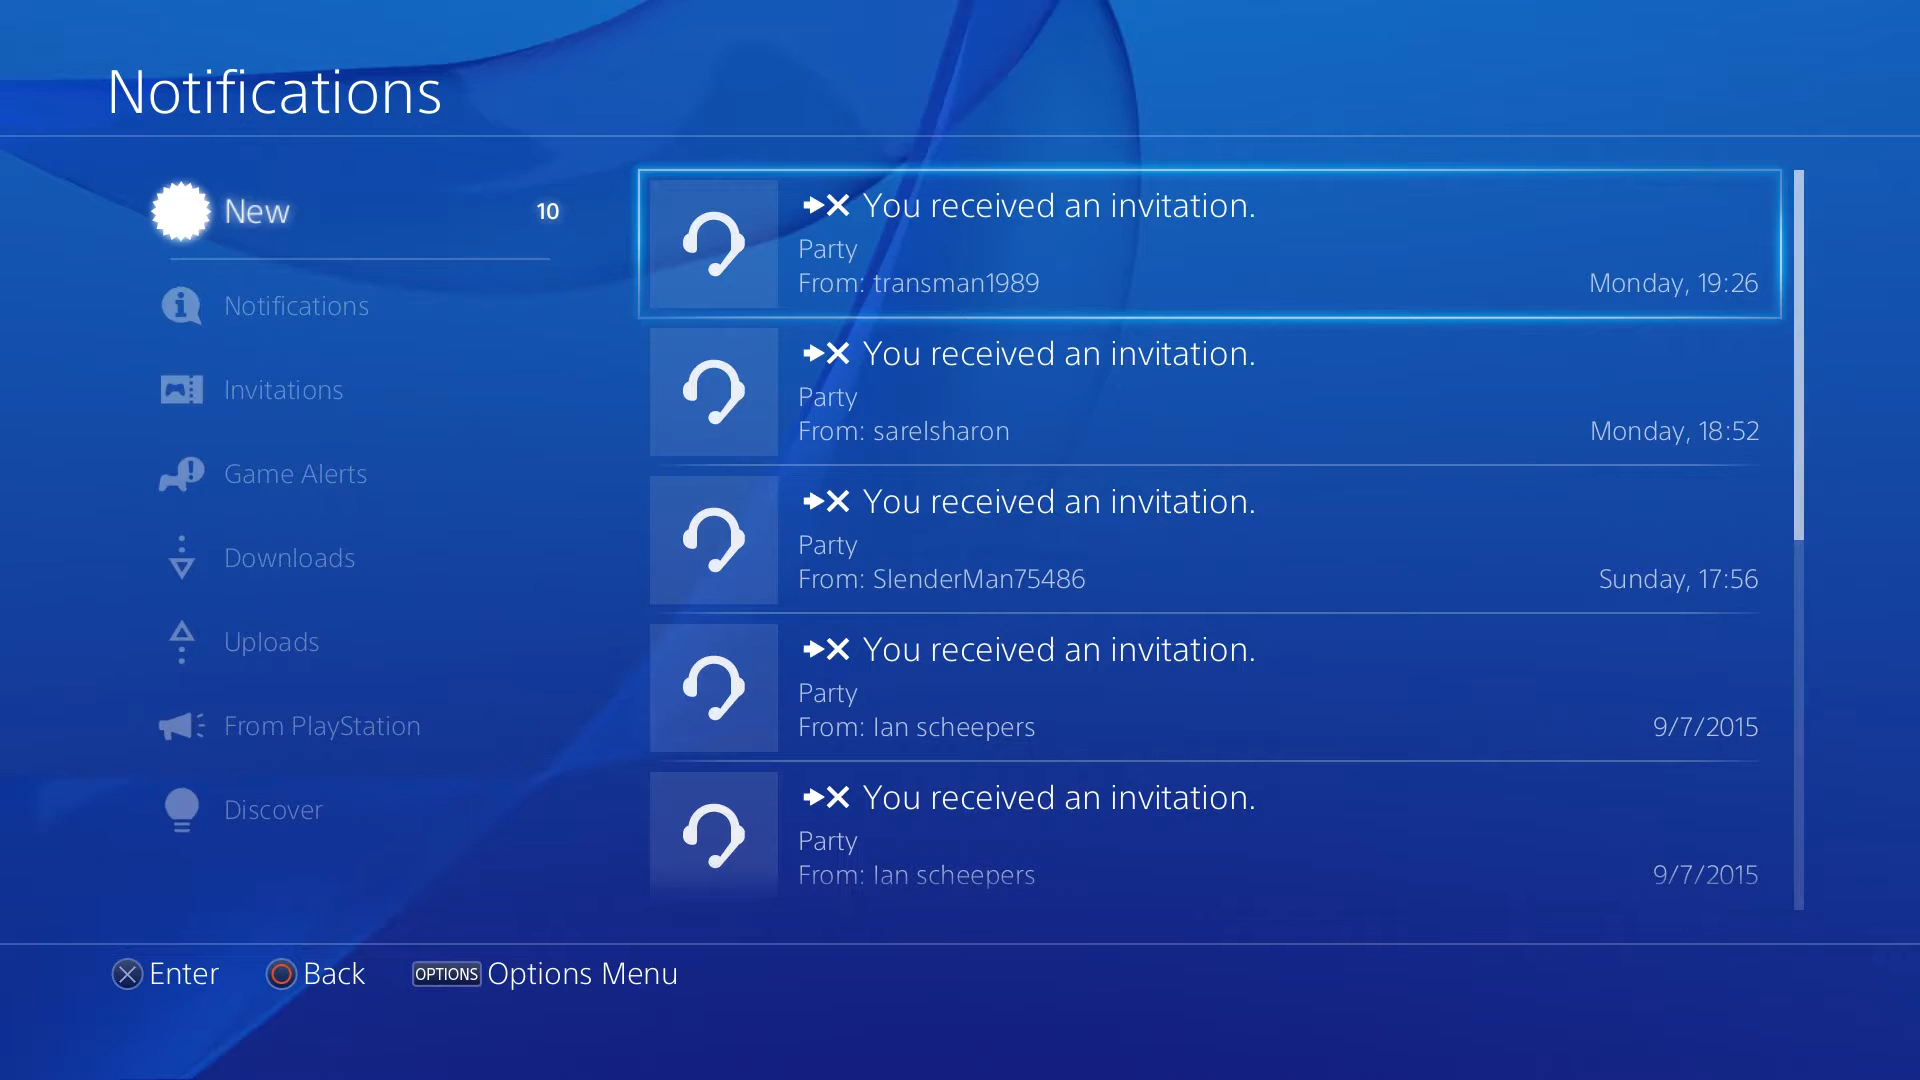 Notifications
New 10
Notifications
Invitations
Game Alerts
Downloads
Uploads
From PlayStation
Discover
You received an invitation.
Party
From: transman1989 Monday, 19:26
You received an invitation.
Party
From: sarelsharon Monday, 18:52
You received an invitation.
Party
From: SlenderMan75486 Sunday, 17:56
You received an invitation.
Party
From: Ian scheepers 9/7/2015
You received an invitation.
Party
From: Ian scheepers 9/7/2015
Enter Back OPTIONS Options Menu